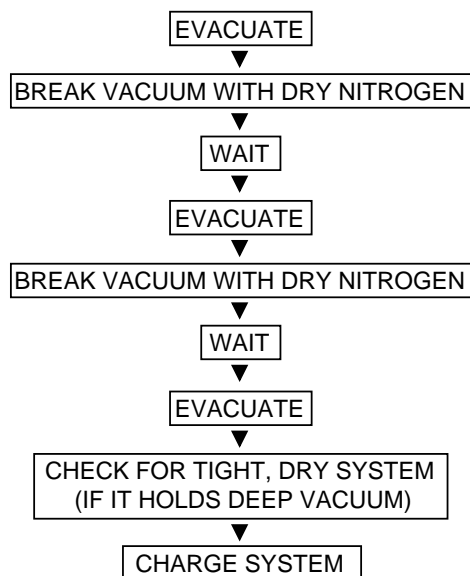 EVACUATE
BREAK VACUUM WITH DRY NITROGEN
WAIT
EVACUATE
BREAK VACUUM WITH DRY NITROGEN
WAIT
EVACUATE
CHECK FOR TIGHT, DRY SYSTEM
(IF IT HOLDS DEEP VACUUM)
CHARGE SYSTEM